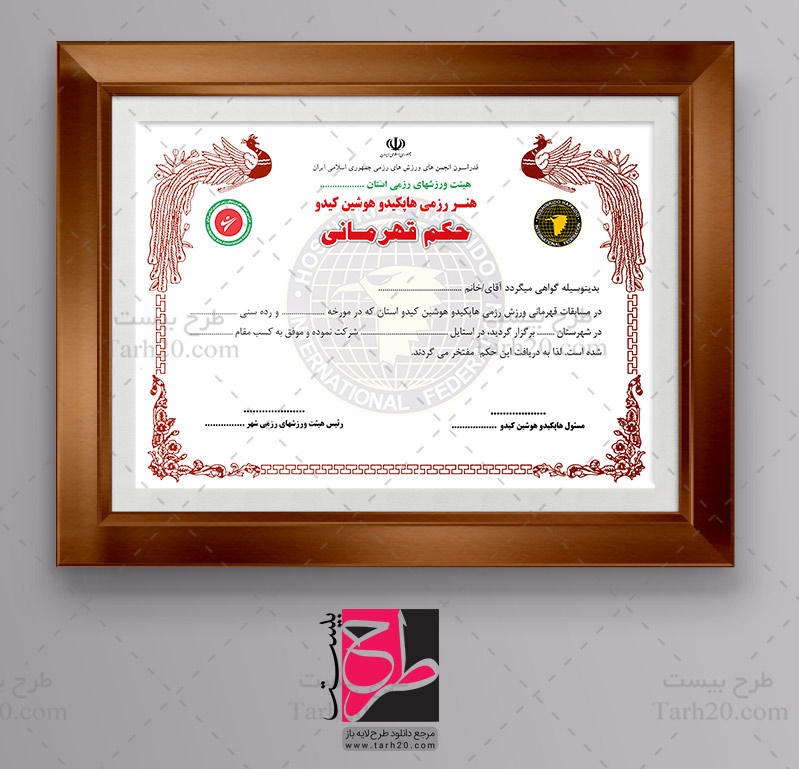 جمهوری اسلامی ایران
فدراسیون انجمن های ورزش های رزمی جمهوری اسلامی ایران
هیئت ورزشهای رزمی استان ..................
هنر رزمی هاپکیدو هوشین کیدو
حکم قهرمانی
HOSHINKIDO HAPKIDO
INTERNATIONAL FEDERATION
بدینوسیله گواهی میگردد آقای/خانم ..................................
در مسابقات قهرمانی ورزش رزمی هاپکیدو هوشین کیدو استان که در مورخه .................. و رده سنی ...................
در شهرستان ....... برگزار گردید، در استایل ................................... شرکت نموده و موفق به کسب مقام .................
شده است. لذا به دریافت این حکم مفتخر می گردند.
....................
مسئول هاپکیدو هوشین کیدو ..................
....................
رئیس هیئت ورزشهای رزمی شهر ................
طرح بیست
Tarh20.com
طرح بیست
Tarh20.com
طرح بیست
Tarh20.com
طرح بیست
Tarh20.com
طرح بیست
مرجع دانلود طرح لایه باز
www.tarh20.com